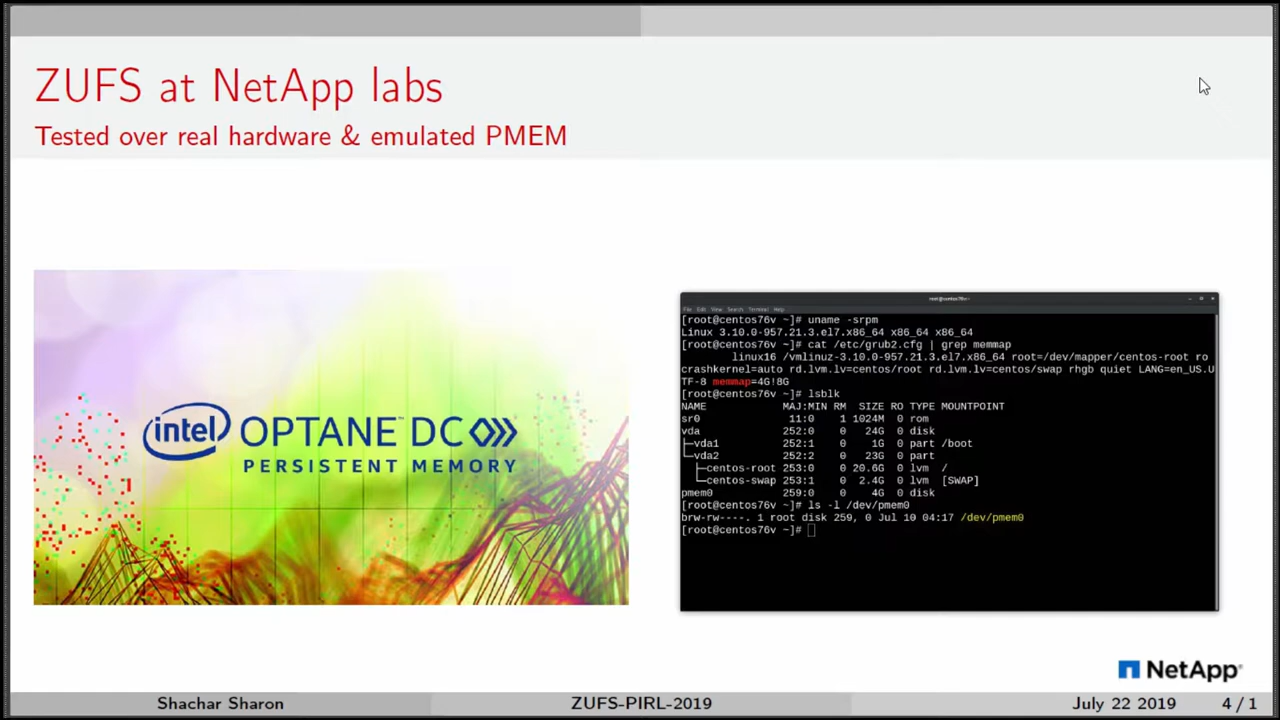 ZUFS at NetApp labs
Tested over real hardware & emulated PMEM
intel OPTANE™ DC
PERSISTENT MEMORY
root@centos76v:~
File Edit View Search Terminal Help
[root@centos76v ~]# uname -srpm
Linux 3.10.0-957.21.3.el7.x86_64 x86_64 x86_64
[root@centos76v ~]# cat /etc/grub2.cfg | grep memmap
linux16 /vmlinuz-3.10.0-957.21.3.el7.x86_64 root=/dev/mapper/centos-root ro
crashkernel=auto rd.lvm.lv=centos/root rd.lvm.lv=centos/swap rhgb quiet LANG=en_US.U
TF-8 memmap=4G!8G
[root@centos76v ~]# lsblk
NAME MAJ:MIN RM SIZE RO TYPE MOUNTPOINT
sr0 11:0 1 1024M 0 rom
vda 252:0 0 24G 0 disk
├─vda1 252:1 0 1G 0 part /boot
└─vda2 252:2 0 23G 0 part
├─centos-root 253:0 0 20.6G 0 lvm /
└─centos-swap 253:1 0 2.4G 0 lvm [SWAP]
pmem0 259:0 0 4G 0 disk
[root@centos76v ~]# ls -l /dev/pmem0
brw-rw----. 1 root disk 259, 0 Jul 10 04:17 /dev/pmem0
[root@centos76v ~]#
NetApp
Shachar Sharon ZUFS-PIRL-2019 July 22 2019 4 / 1